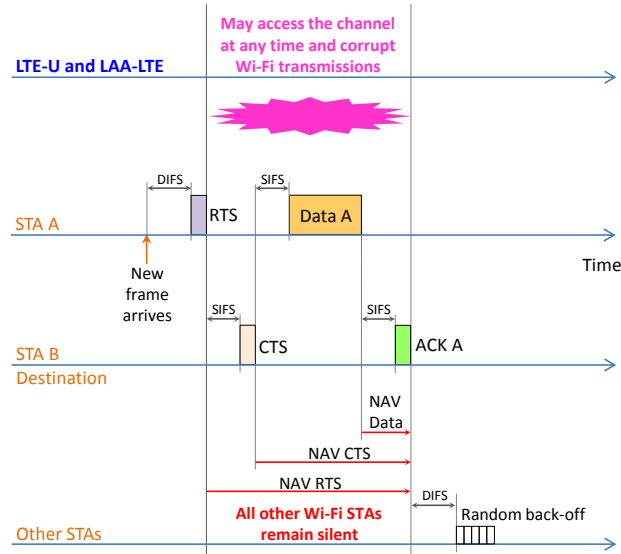 May access the channel
at any time and corrupt
Wi-Fi transmissions
LTE-U and LAA-LTE
DIFS
SIFS
RTS
Data A
STA A
Time
New
frame
arrives
SIFS
SIFS
CTS
ACK A
STA B
Destination
NAV
Data
NAV CTS
NAV RTS
DIFS
All other Wi-Fi STAs
remain silent
Random back-off
Other STAs